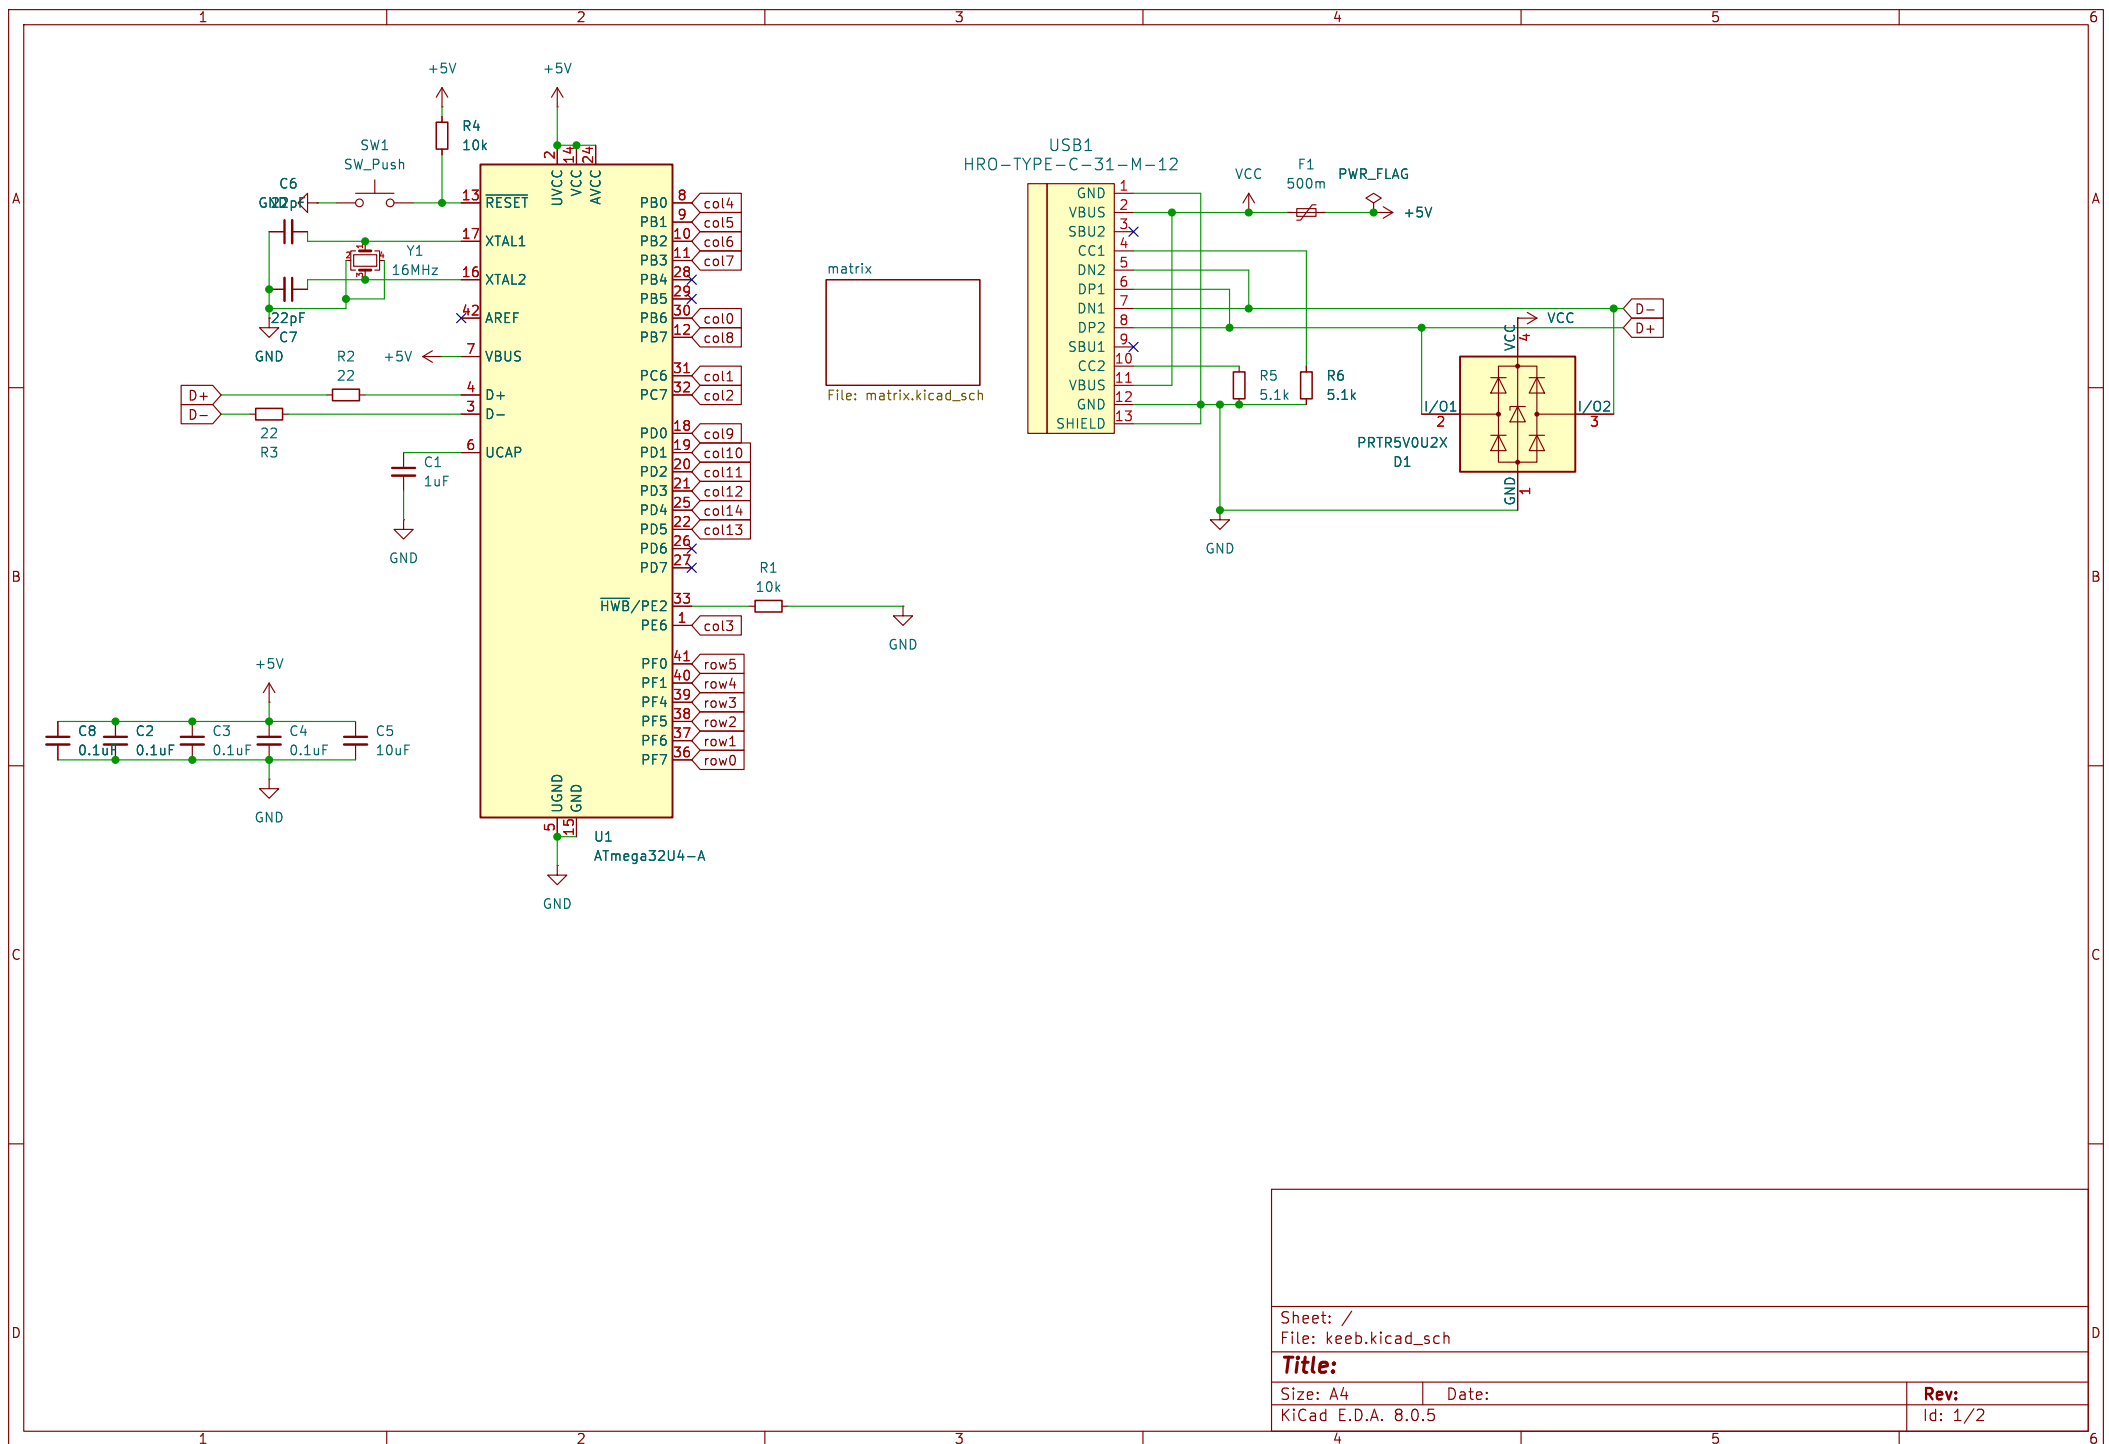 1 2 3 4 5 6
A
B
C
D
A
B
C
D
1 2 3 4 5 6
+5V
+5V
R4
10k
SW1
SW_Push
C6
22pF
GND
Y1
16MHz
1
2
3
4
22pF
C7
GND
+5V
R2
22
D+
D-
22
R3
C1
1uF
GND
13 RESET
17 XTAL1
16 XTAL2
42 AREF
7 VBUS
4 D+
3 D-
6 UCAP
2 UVCC
14 VCC
24 AVCC
PB0 8 col4
PB1 9 col5
PB2 10 col6
PB3 11 col7
PB4 28
PB5 29
PB6 30 col0
PB7 12 col8
PC6 31 col1
PC7 32 col2
PD0 18 col9
PD1 19 col10
PD2 20 col11
PD3 21 col12
PD4 25 col14
PD5 22 col13
PD6 26
PD7 27
HWB/PE2 33
PE6 1 col3
R1
10k
GND
PF0 41 row5
PF1 40 row4
PF4 39 row3
PF5 38 row2
PF6 37 row1
PF7 36 row0
UGND 5
GND 15
U1
ATmega32U4-A
GND
+5V
C8
0.1uF
C2
0.1uF
C3
0.1uF
C4
0.1uF
C5
10uF
GND
matrix
File: matrix.kicad_sch
USB1
HRO-TYPE-C-31-M-12
GND 1
VBUS 2
SBU2 3
CC1 4
DN2 5
DP1 6
DN1 7
DP2 8
SBU1 9
CC2 10
VBUS 11
GND 12
SHIELD 13
VCC
F1
500m
PWR_FLAG
+5V
R5
5.1k
R6
5.1k
GND
D-
D+
VCC
VCC
4
I/O1
2
I/O2
3
PRTR5V0U2X
D1
GND
1
Sheet: /
File: keeb.kicad_sch
Title:
Size: A4 Date: Rev:
KiCad E.D.A. 8.0.5 Id: 1/2